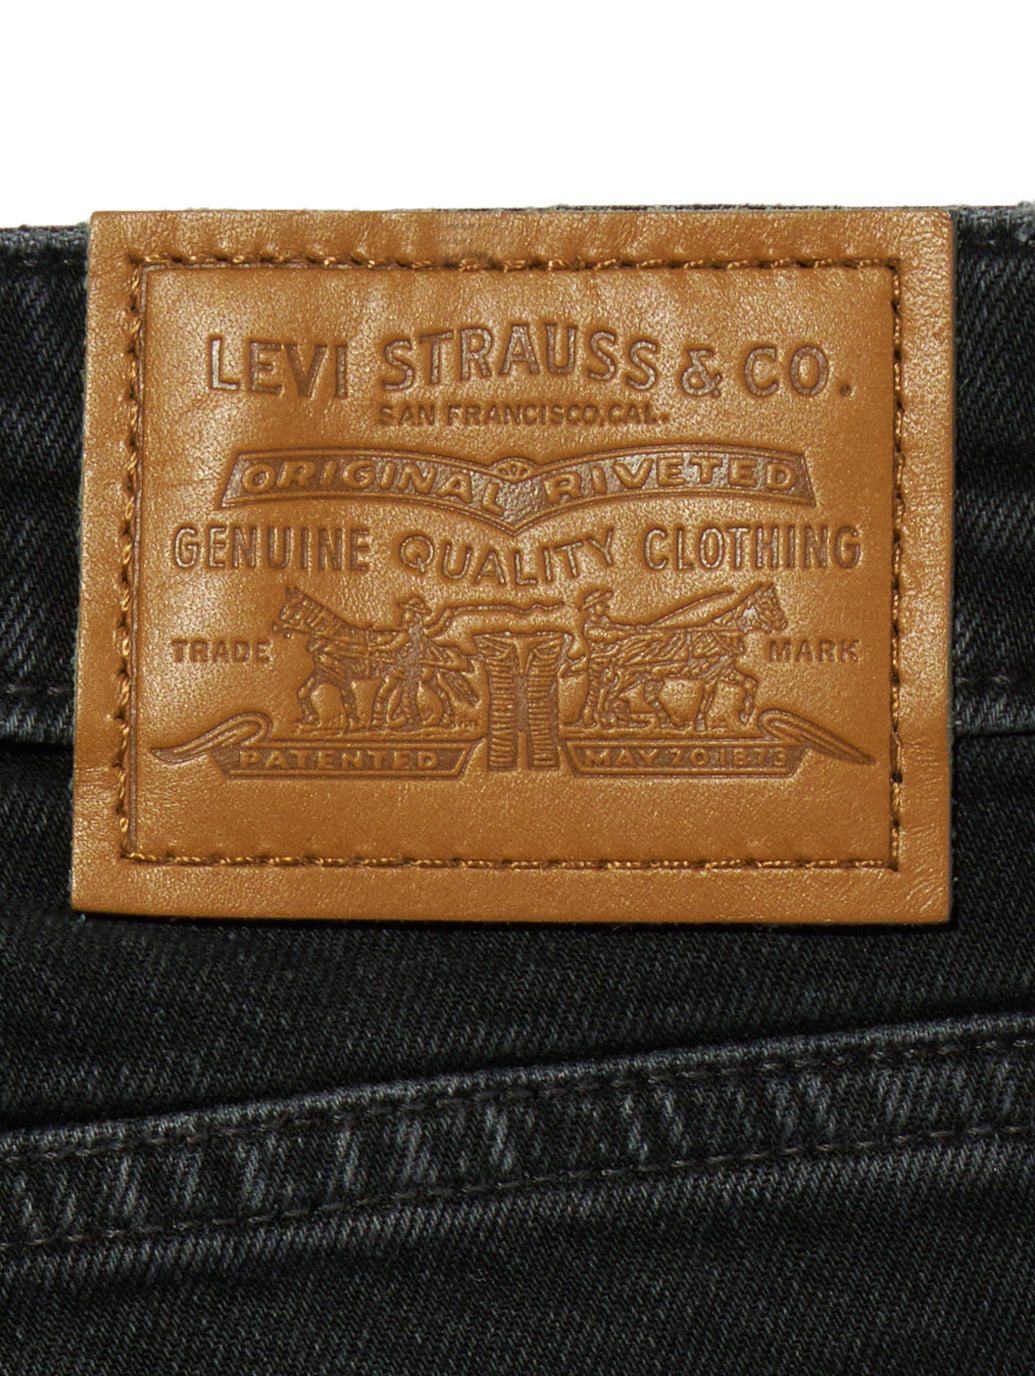 LEVI STRAUSS & CO.
SAN FRANCISCO, CAL.
ORIGINAL RIVETED
GENUINE QUALITY CLOTHING
TRADE MARK
PATENTED MAY 20 1873